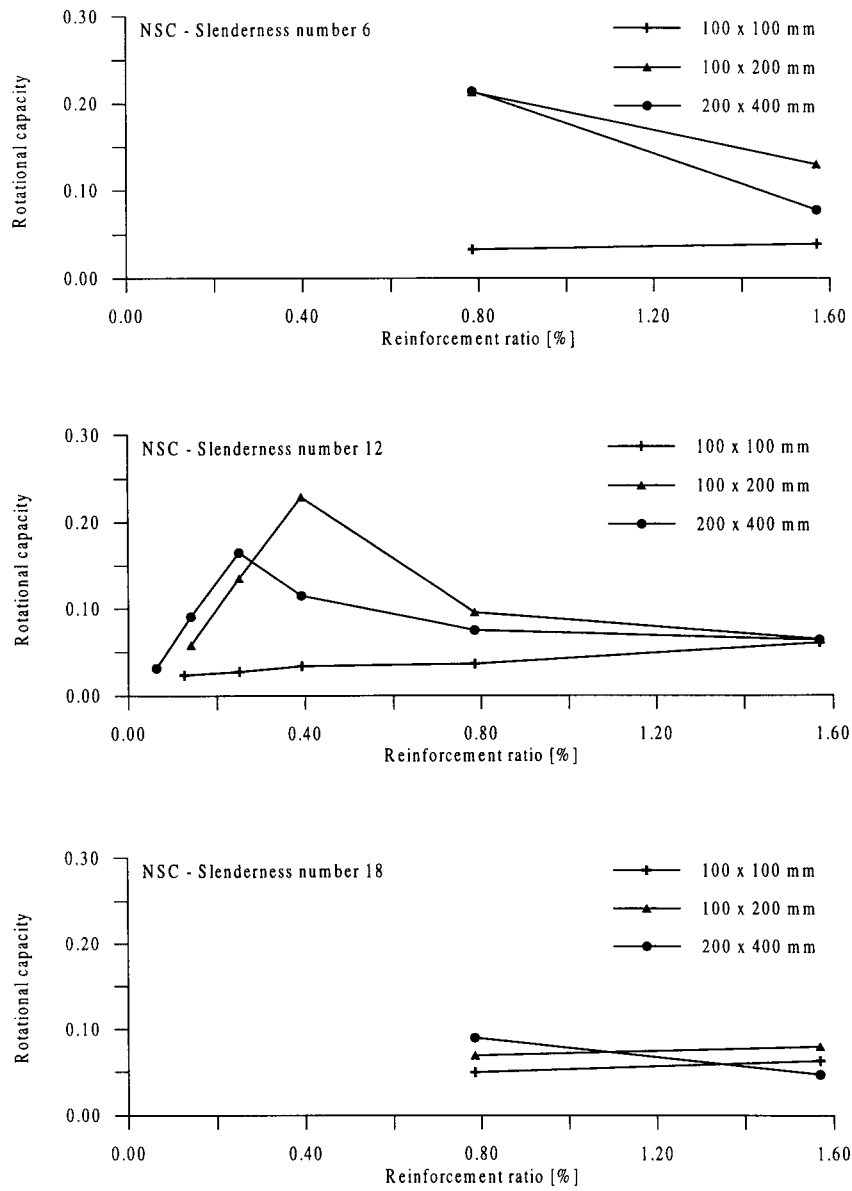 NSC - Slenderness number 6
100 x 100 mm
100 x 200 mm
200 x 400 mm
Rotational capacity
0.30
0.20
0.10
0.00
0.00 0.40 0.80 1.20 1.60
Reinforcement ratio [%]
NSC - Slenderness number 12
100 x 100 mm
100 x 200 mm
200 x 400 mm
Rotational capacity
0.30
0.20
0.10
0.00
0.00 0.40 0.80 1.20 1.60
Reinforcement ratio [%]
NSC - Slenderness number 18
100 x 100 mm
100 x 200 mm
200 x 400 mm
Rotational capacity
0.30
0.20
0.10
0.00
0.00 0.40 0.80 1.20 1.60
Reinforcement ratio [%]